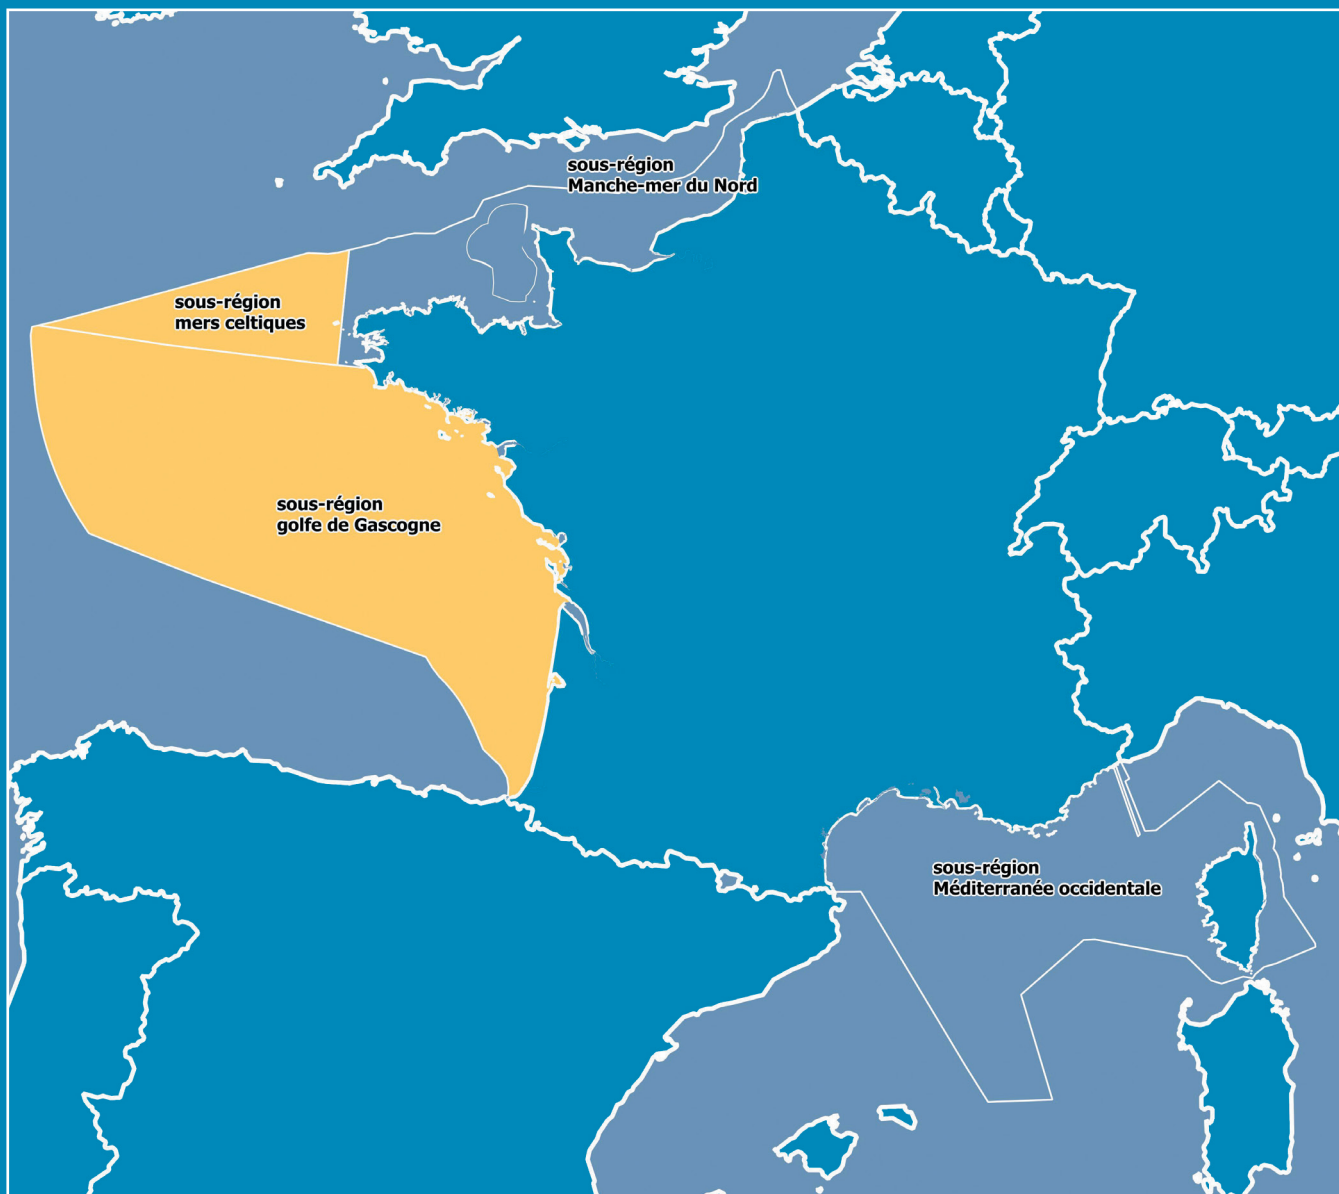 sous-région
Manche-mer du Nord
sous-région
mers celtiques
sous-région
golfe de Gascogne
sous-région
Méditerranée occidentale